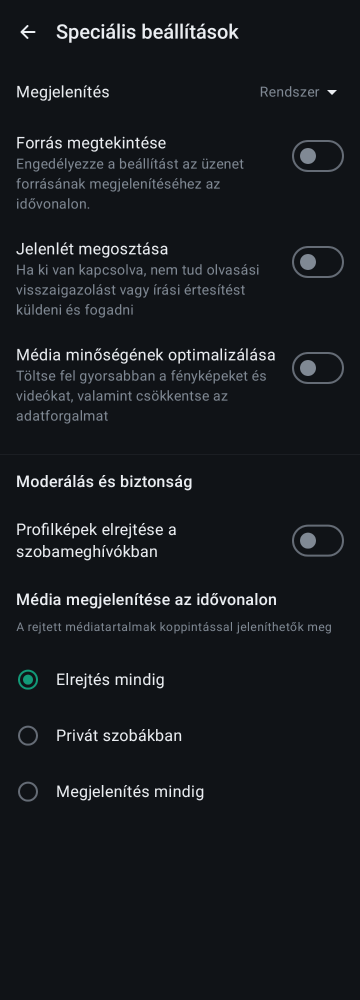 Speciális beállítások
Megjelenítés
Rendszer
Forrás megtekintése
Engedélyezze a beállítást az üzenet
forrásának megjelenítéséhez az
idővonalon.
Jelenlét megosztása
Ha ki van kapcsolva, nem tud olvasási
visszaigazolást vagy írási értesítést
küldeni és fogadni
Média minőségének optimalizálása
Töltse fel gyorsabban a fényképeket és
videókat, valamint csökkentse az
adatforgalmat
Moderálás és biztonság
Profilképek elrejtése a
szobameghívókban
Média megjelenítése az idővonalon
A rejtett médiatartalmak koppintással jeleníthetők meg
Elrejtés mindig
Privát szobákban
Megjelenítés mindig